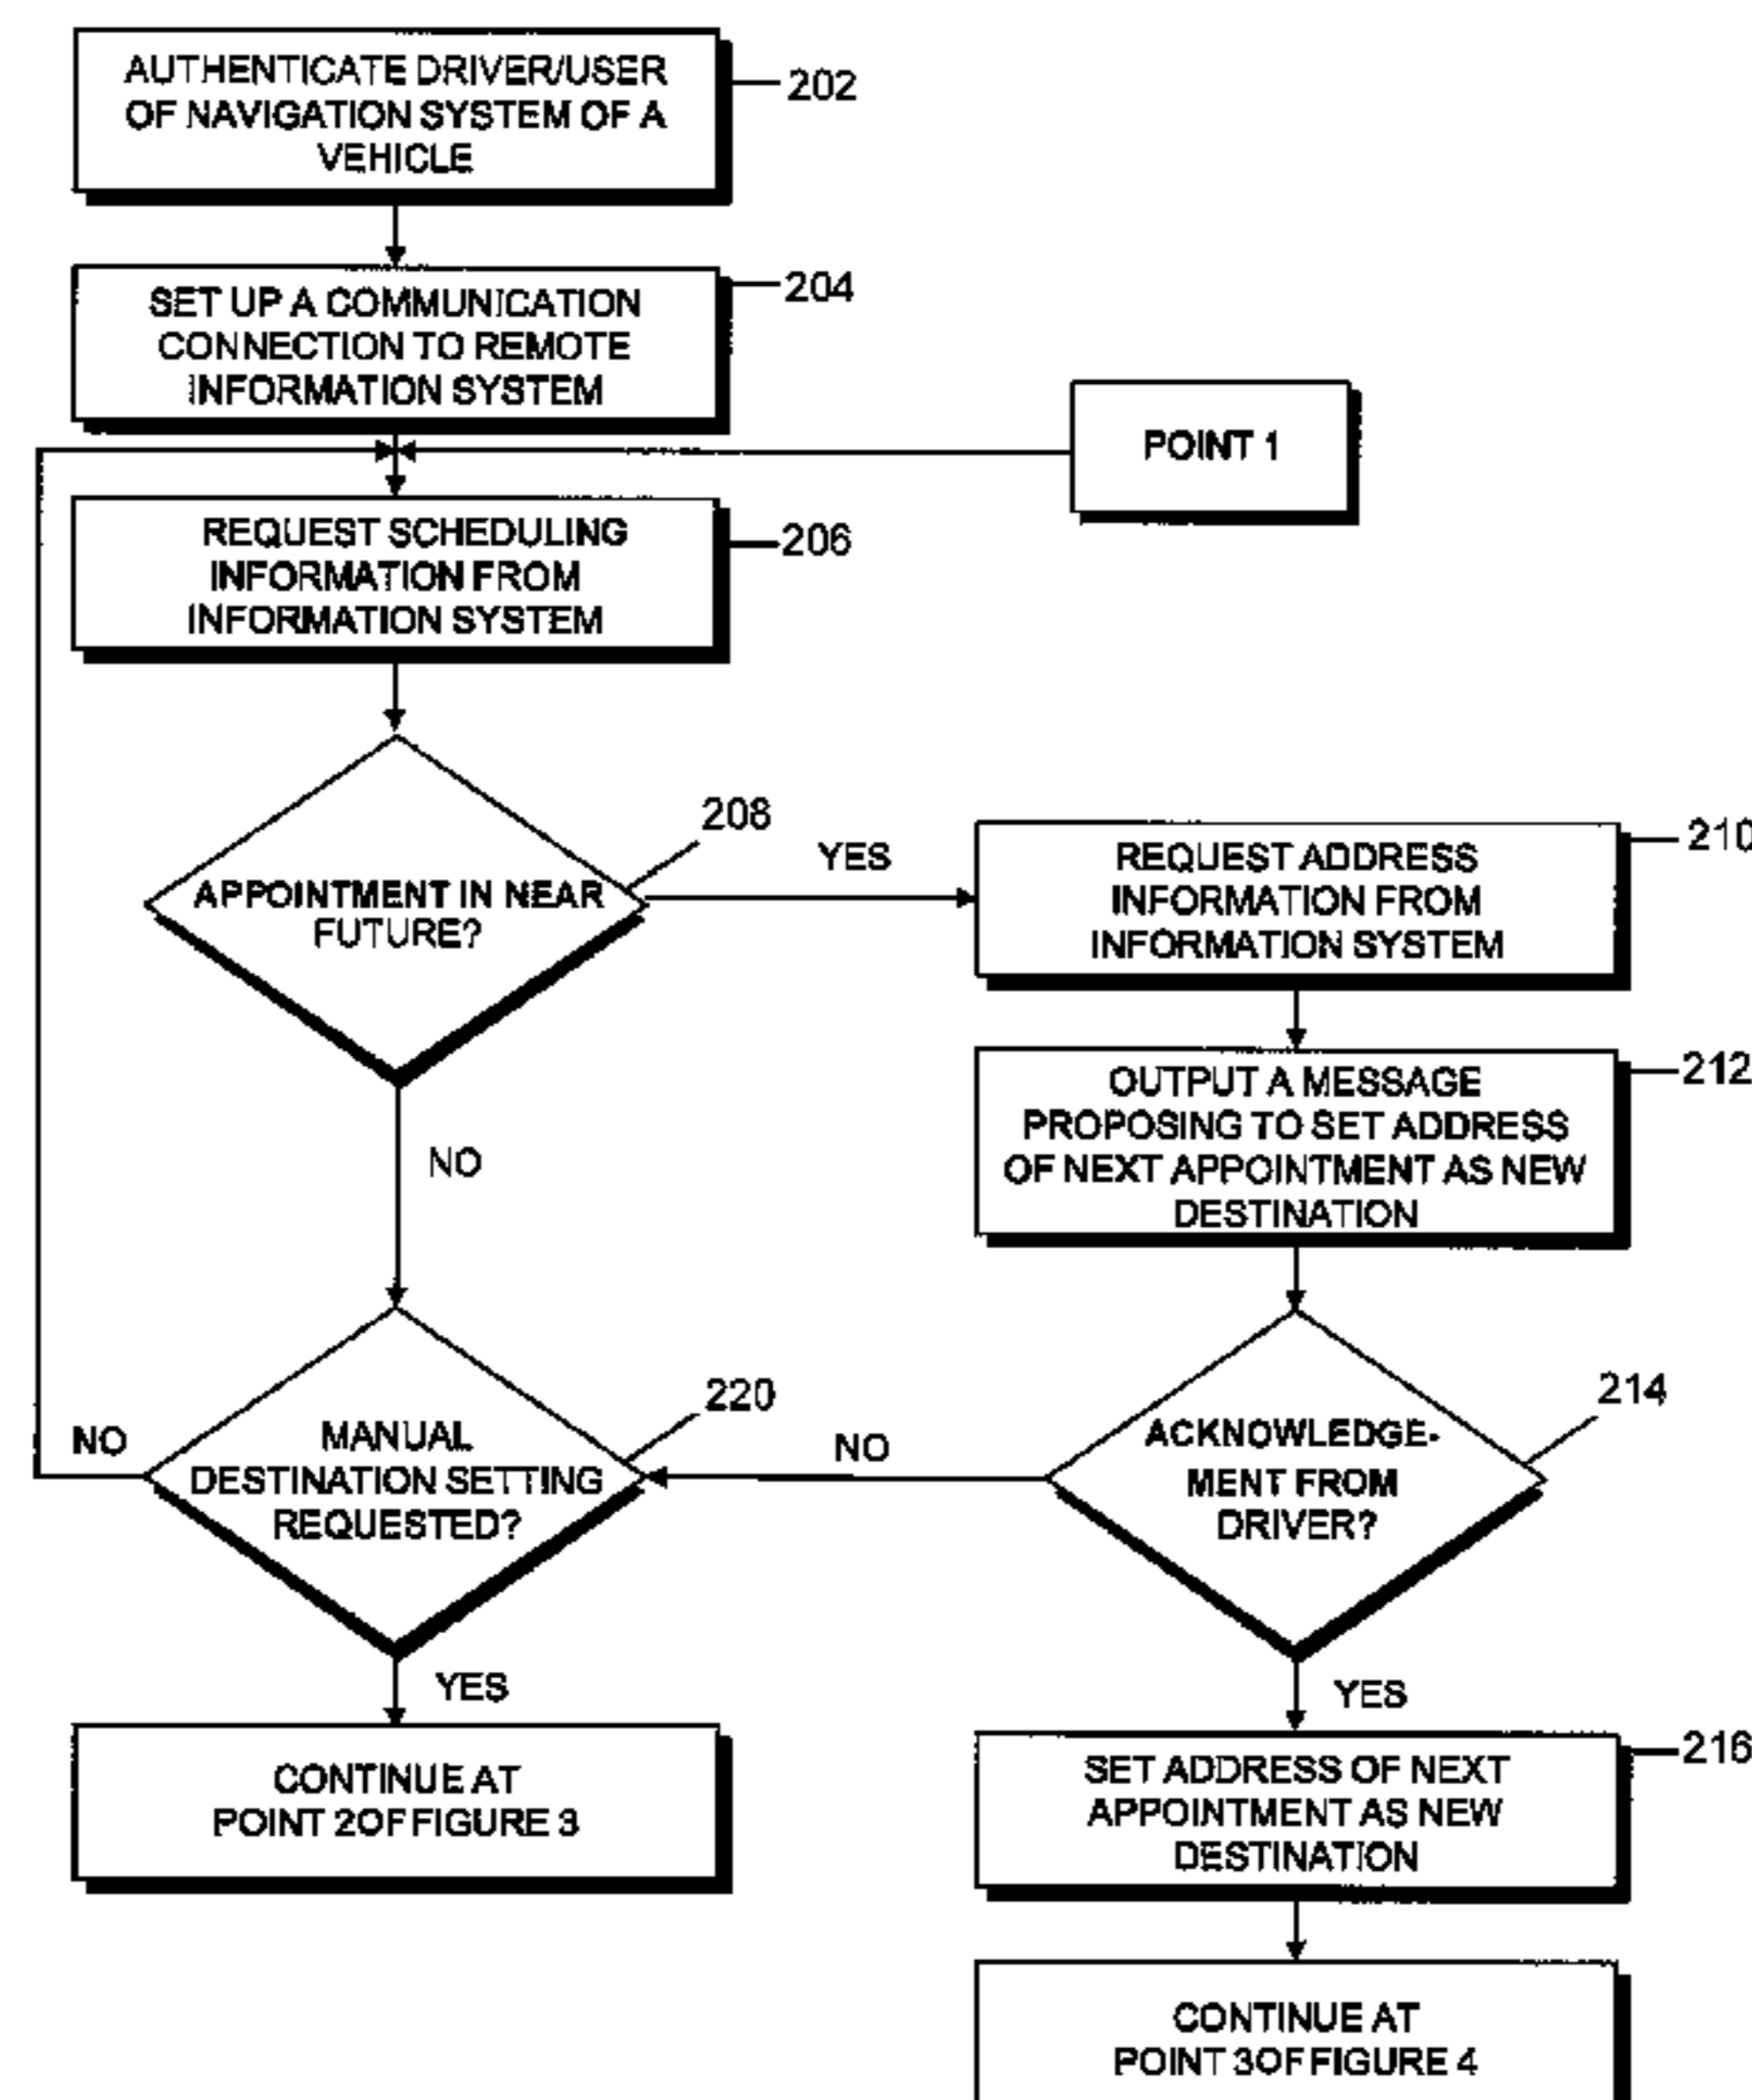 AUTHENTICATE DRIVER/USER
OF NAVIGATION SYSTEM OF A
VEHICLE
202
SET UP A COMMUNICATION
CONNECTION TO REMOTE
INFORMATION SYSTEM
204
POINT 1
REQUEST SCHEDULING
INFORMATION FROM
INFORMATION SYSTEM
206
208
APPOINTMENT IN NEAR
FUTURE?
YES
REQUEST ADDRESS
INFORMATION FROM
INFORMATION SYSTEM
210
OUTPUT A MESSAGE
PROPOSING TO SET ADDRESS
OF NEXT APPOINTMENT AS NEW
DESTINATION
212
NO
220
MANUAL
DESTINATION SETTING
REQUESTED?
NO
NO
214
ACKNOWLEDGE-
MENT FROM
DRIVER?
YES
YES
CONTINUE AT
POINT 2OF FIGURE 3
SET ADDRESS OF NEXT
APPOINTMENT AS NEW
DESTINATION
216
CONTINUE AT
POINT 3OF FIGURE 4